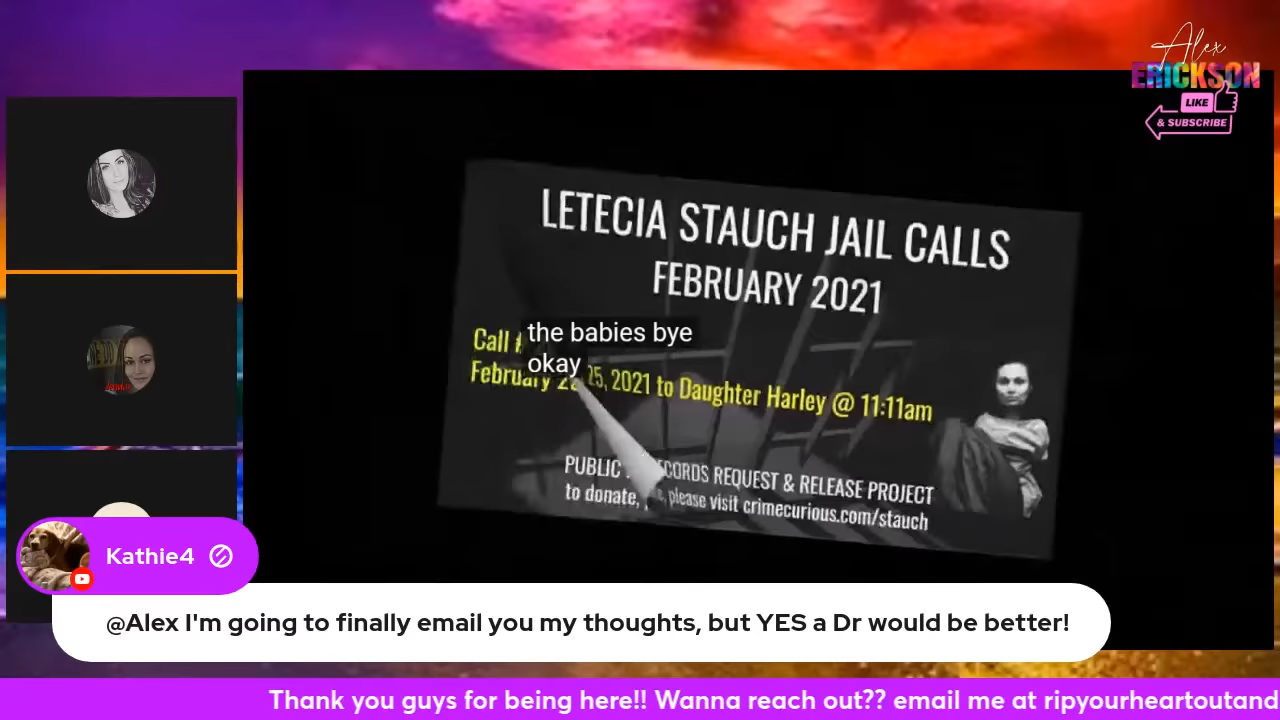 Alex
ERICKSON
LIKE
& SUBSCRIBE
LETECIA STAUCH JAIL CALLS
FEBRUARY 2021
the babies bye
okay
Call
February 25, 2021 to Daughter Harley @ 11:11am
PUBLIC RECORDS REQUEST & RELEASE PROJECT
to donate, please visit crimecurious.com/stauch
Kathie4
@Alex I'm going to finally email you my thoughts, but YES a Dr would be better!
Thank you guys for being here!! Wanna reach out?? email me at ripyourheartoutand